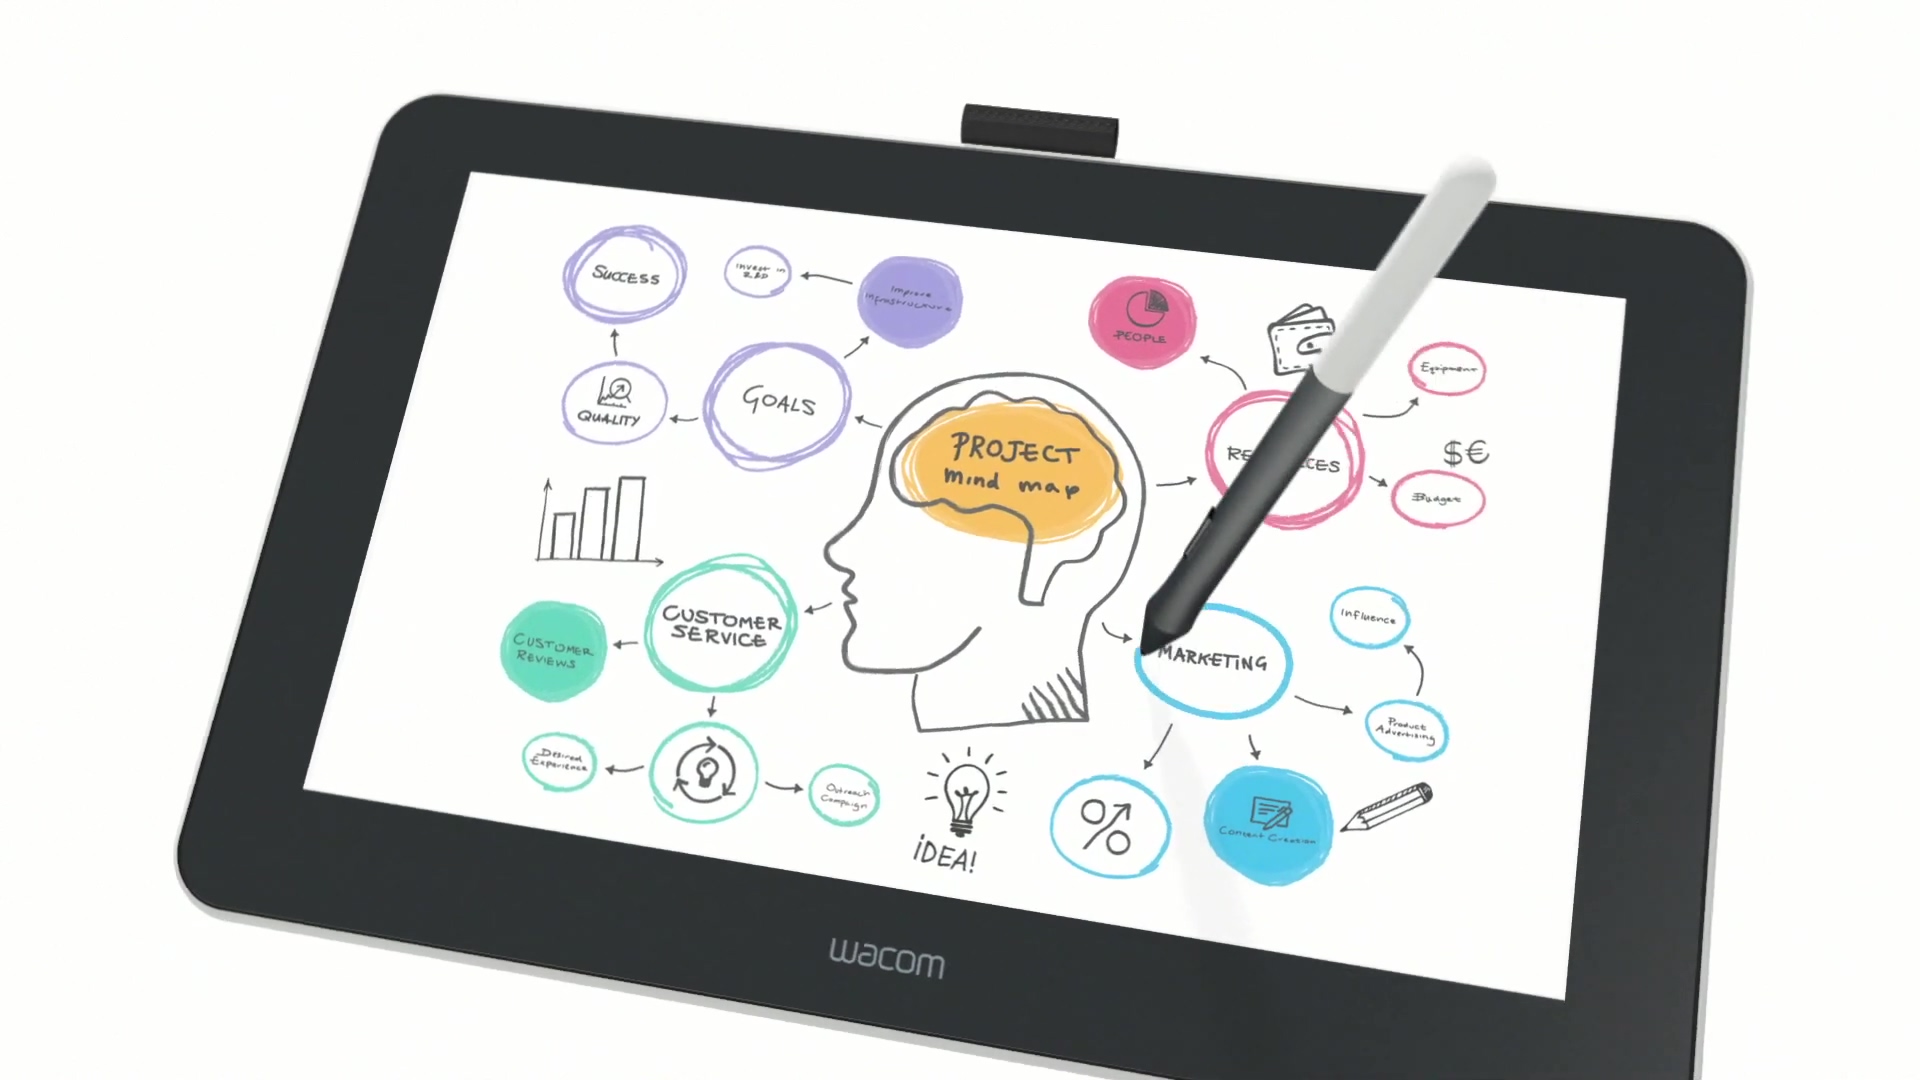 SUCCESS
Invest in
R&D
Improve
Infrastructure
QUALITY
GOALS
PROJECT
mind map
PEOPLE
Equipment
$€
Budget
CUSTOMER
SERVICE
CUSTOMER
REVIEWS
Desired
Experience
Outreach
Campaign
iDEA!
MARKETING
Influence
Product
Advertising
%
Content Creation
wacom